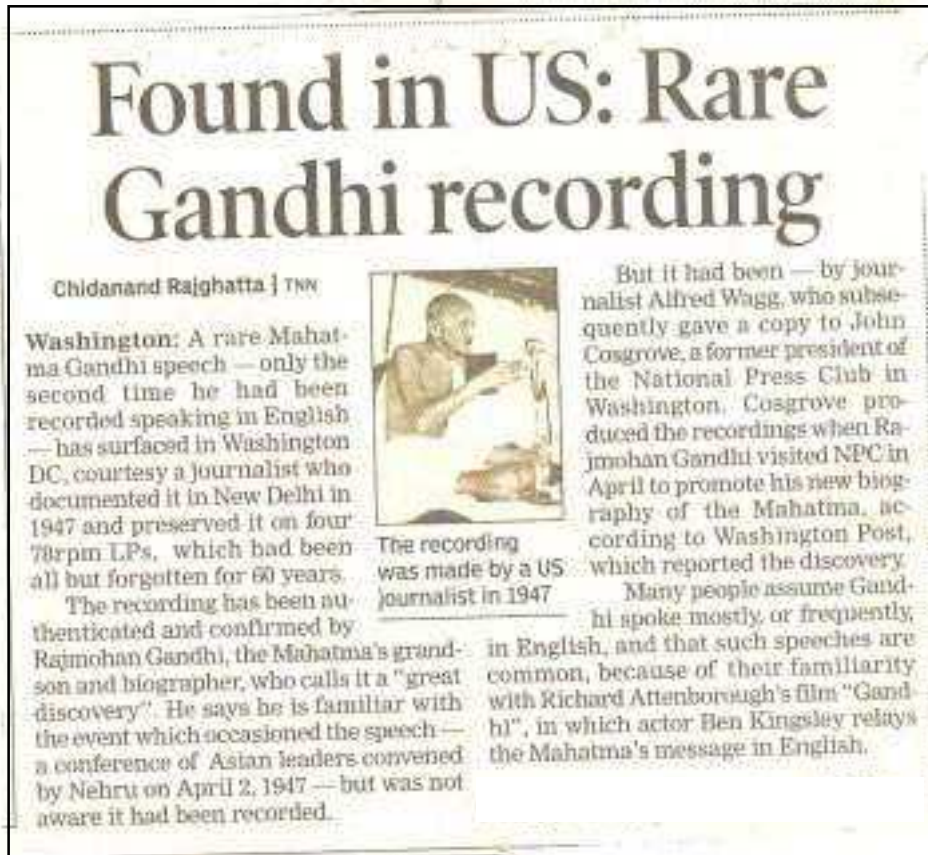 Found in US: Rare
Gandhi recording
Chidanand Rajghatta | TNN
Washington: A rare Mahat-
ma Gandhi speech — only the
second time he had been
recorded speaking in English
— has surfaced in Washington
DC, courtesy a journalist who
documented it in New Delhi in
1947 and preserved it on four
78rpm LPs, which had been
all but forgotten for 60 years.
The recording has been au-
thenticated and confirmed by
Rajmohan Gandhi, the Mahatma's grand-
son and biographer, who calls it a "great
discovery". He says he is familiar with
the event which occasioned the speech —
a conference of Asian leaders convened
by Nehru on April 2, 1947 — but was not
aware it had been recorded.
The recording
was made by a US
journalist in 1947
But it had been — by jour-
nalist Alfred Wagg, who subse-
quently gave a copy to John
Cosgrove, a former president of
the National Press Club in
Washington. Cosgrove pro-
duced the recordings when Ra-
jmohan Gandhi visited NPC in
April to promote his new biog-
raphy of the Mahatma, ac-
cording to Washington Post,
which reported the discovery.
Many people assume Gand-
hi spoke mostly, or frequently,
in English, and that such speeches are
common, because of their familiarity
with Richard Attenborough's film "Gand-
hi", in which actor Ben Kingsley relays
the Mahatma's message in English.